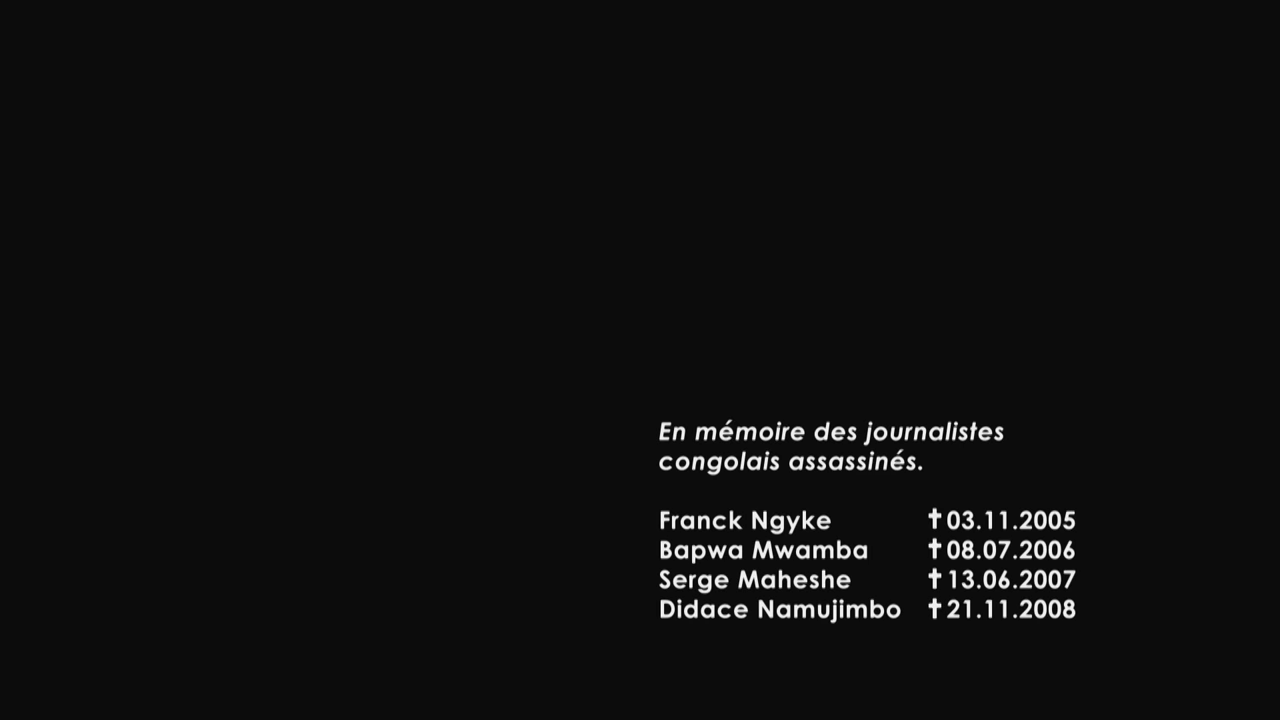 En mémoire des journalistes
congolais assassinés.
Franck Ngyke ✝03.11.2005
Bapwa Mwamba ✝08.07.2006
Serge Maheshe ✝13.06.2007
Didace Namujimbo ✝21.11.2008